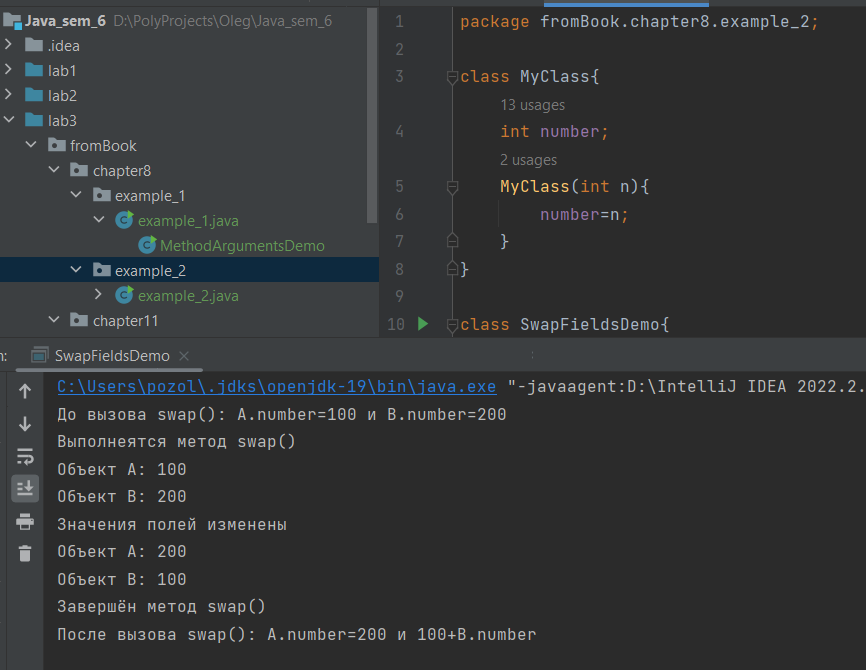 Java_sem_6 D:\PolyProjects\Oleg\Java_sem_6
.idea
lab1
lab2
lab3
fromBook
chapter8
example_1
example_1.java
MethodArgumentsDemo
example_2
example_2.java
chapter11
1 package fromBook.chapter8.example_2;
2
3 class MyClass{
13 usages
4 int number;
2 usages
5 MyClass(int n){
6 number=n;
7 }
8 }
9
10 class SwapFieldsDemo{
n: SwapFieldsDemo
C:\Users\pozol\.jdks\openjdk-19\bin\java.exe "-javaagent:D:\IntelliJ IDEA 2022.2.
До вызова swap(): A.number=100 и B.number=200
Выполнеятся метод swap()
Объект А: 100
Объект В: 200
Значения полей изменены
Объект А: 200
Объект В: 100
Завершён метод swap()
После вызова swap(): A.number=200 и 100+B.number